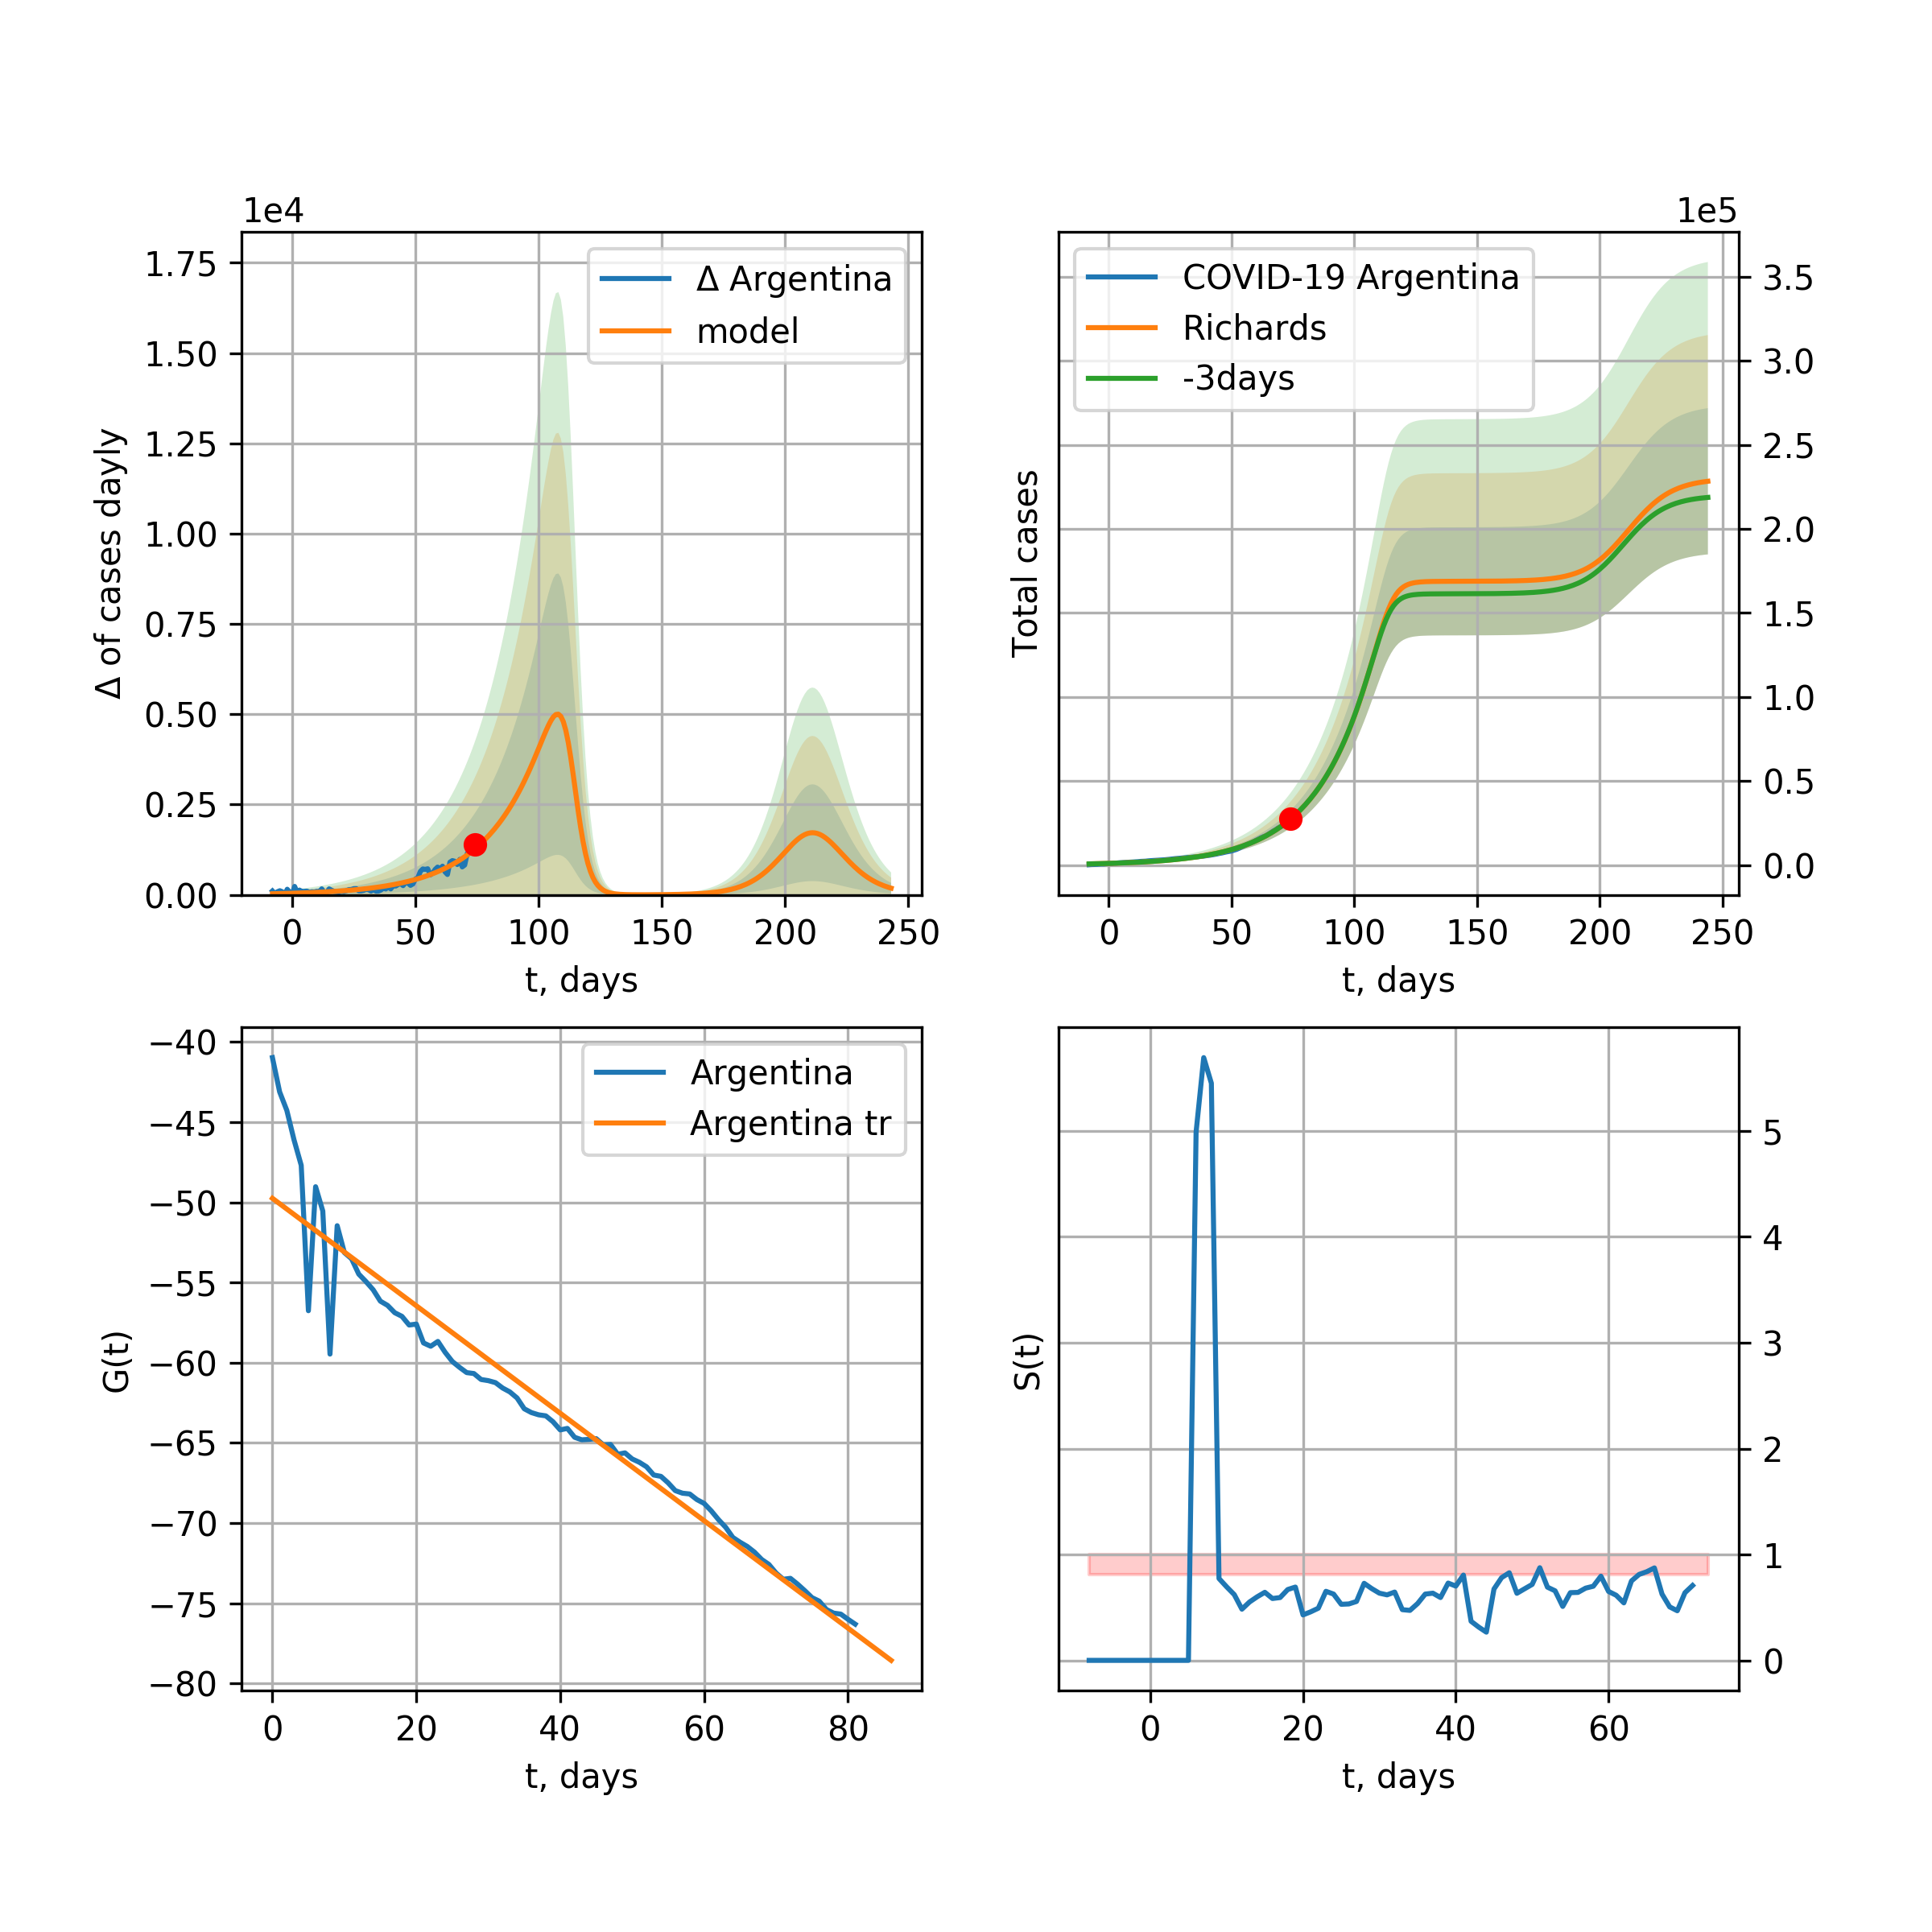 1e4
Δ of cases dayly
1.75
1.50
1.25
1.00
0.75
0.50
0.25
0.00
Δ Argentina
model
0 50 100 150 200 250
t, days
1e5
Total cases
COVID-19 Argentina
Richards
-3days
3.5
3.0
2.5
2.0
1.5
1.0
0.5
0.0
0 50 100 150 200 250
t, days
G(t)
−40
−45
−50
−55
−60
−65
−70
−75
−80
Argentina
Argentina tr
0 20 40 60 80
t, days
S(t)
5
4
3
2
1
0
0 20 40 60
t, days